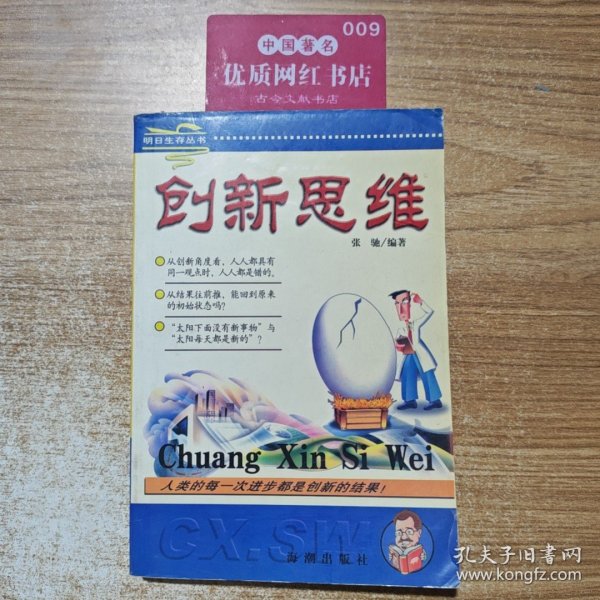 009
中国著名
优质网红书店
古今文献书店
明日生存丛书
创新思维
张 驰/编著
从创新角度看，人人都具有
同一观点时，人人都是错的。
从结果往前推，能回到原来
的初始状态吗？
“太阳下面没有新事物”与
“太阳每天都是新的”？
Chuang Xin Si Wei
人类的每一次进步都是创新的结果！
CX.SW
海潮出版社
孔夫子旧书网
www.kongfz.com